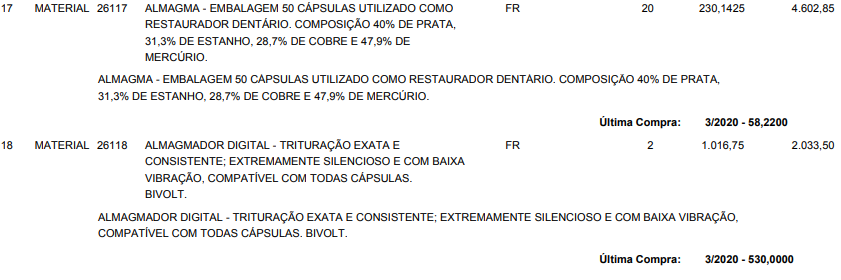 17 MATERIAL 26117 ALMAGMA - EMBALAGEM 50 CÁPSULAS UTILIZADO COMO FR 20 230,1425 4.602,85
RESTAURADOR DENTÁRIO. COMPOSIÇÃO 40% DE PRATA,
31,3% DE ESTANHO, 28,7% DE COBRE E 47,9% DE
MERCÚRIO.
ALMAGMA - EMBALAGEM 50 CÁPSULAS UTILIZADO COMO RESTAURADOR DENTÁRIO. COMPOSIÇÃO 40% DE PRATA,
31,3% DE ESTANHO, 28,7% DE COBRE E 47,9% DE MERCÚRIO.
Última Compra: 3/2020 - 58,2200
18 MATERIAL 26118 ALMAGMADOR DIGITAL - TRITURAÇÃO EXATA E FR 2 1.016,75 2.033,50
CONSISTENTE; EXTREMAMENTE SILENCIOSO E COM BAIXA
VIBRAÇÃO, COMPATÍVEL COM TODAS CÁPSULAS.
BIVOLT.
ALMAGMADOR DIGITAL - TRITURAÇÃO EXATA E CONSISTENTE; EXTREMAMENTE SILENCIOSO E COM BAIXA VIBRAÇÃO,
COMPATÍVEL COM TODAS CÁPSULAS. BIVOLT.
Última Compra: 3/2020 - 530,0000